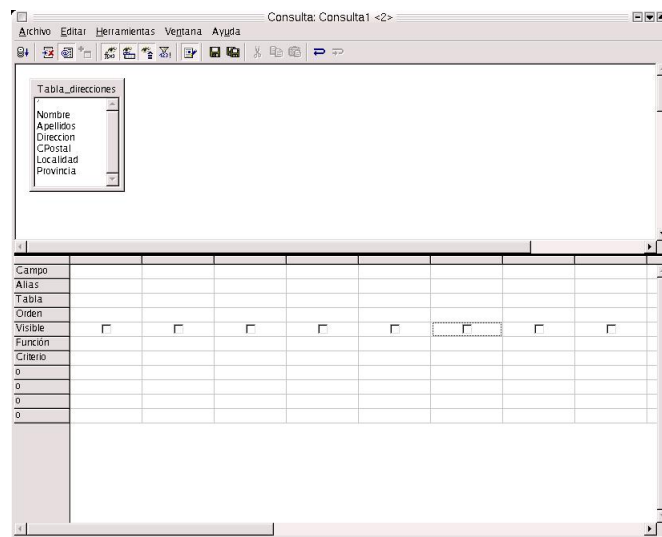 Consulta: Consulta1 <2>
Archivo Editar Herramientas Ventana Ayuda
Tabla_direcciones
Nombre
Apellidos
Direccion
CPostal
Localidad
Provincia
Campo
Alias
Tabla
Orden
Visible
Función
Criterio
o
o
o
o